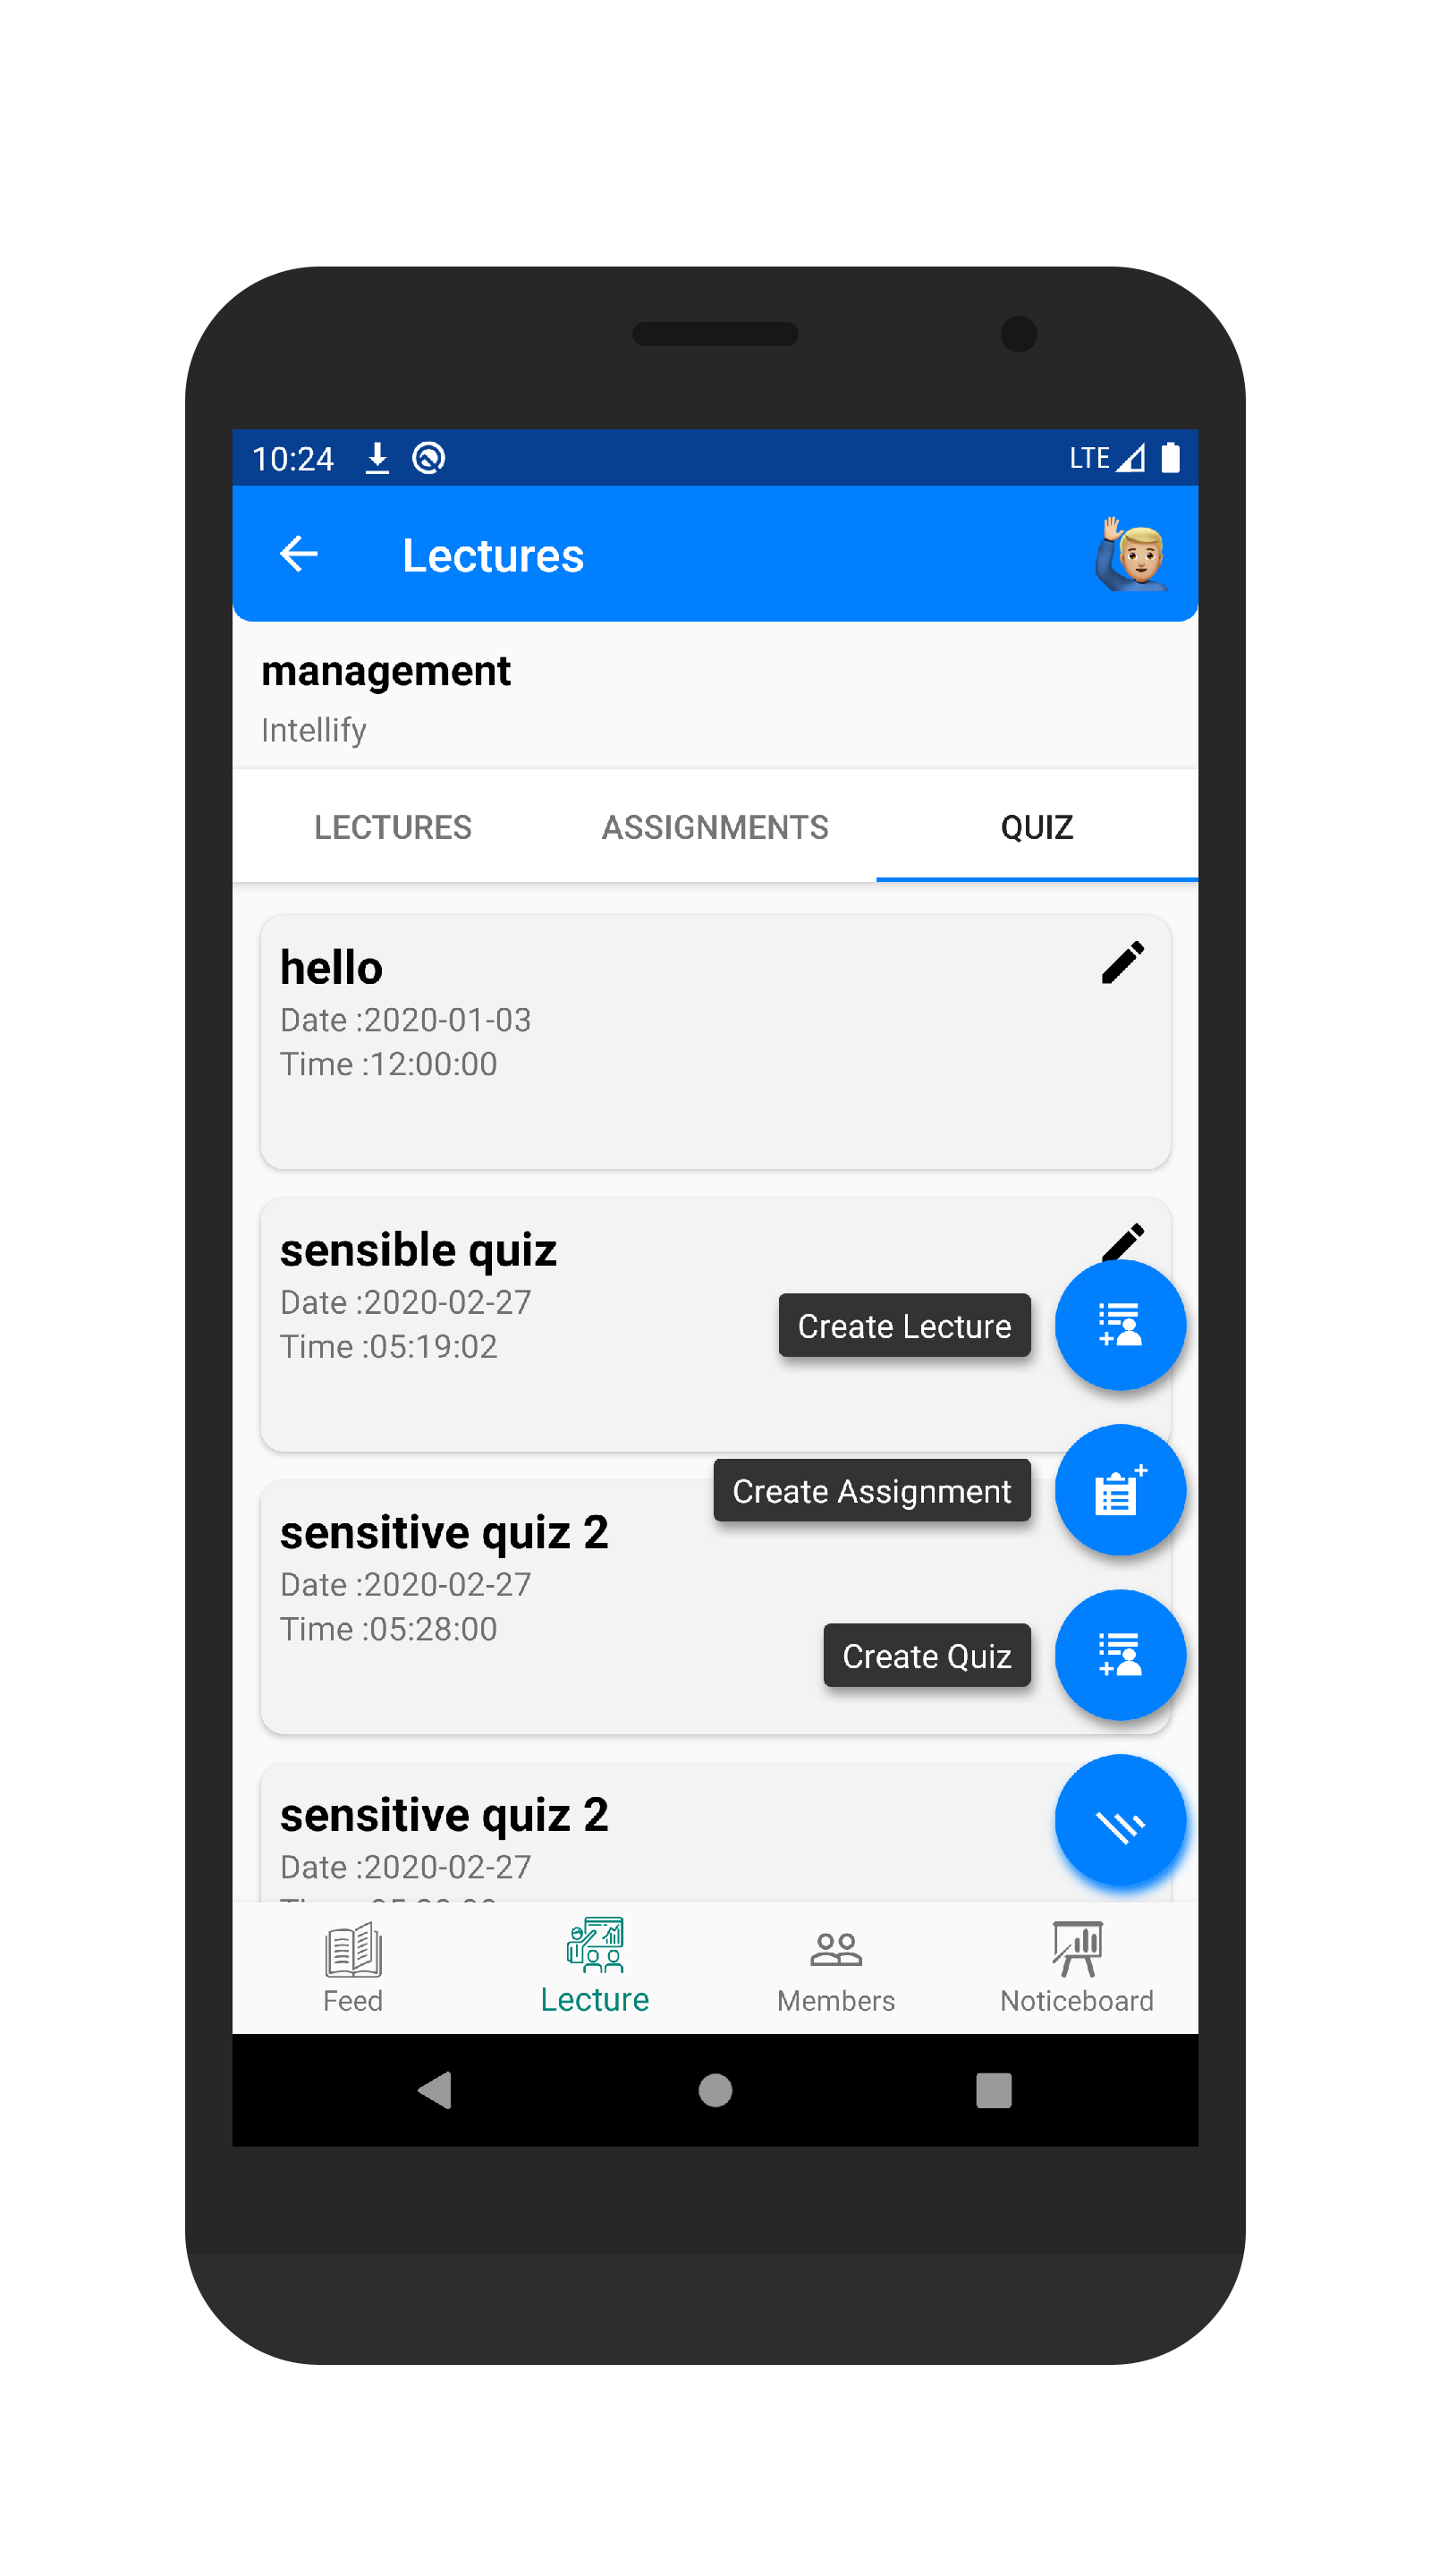 10:24
LTE
Lectures
management
Intellify
LECTURES ASSIGNMENTS QUIZ
hello
Date :2020-01-03
Time :12:00:00
sensible quiz
Date :2020-02-27
Time :05:19:02
Create Lecture
Create Assignment
sensitive quiz 2
Date :2020-02-27
Time :05:28:00
Create Quiz
sensitive quiz 2
Date :2020-02-27
Feed Lecture Members Noticeboard